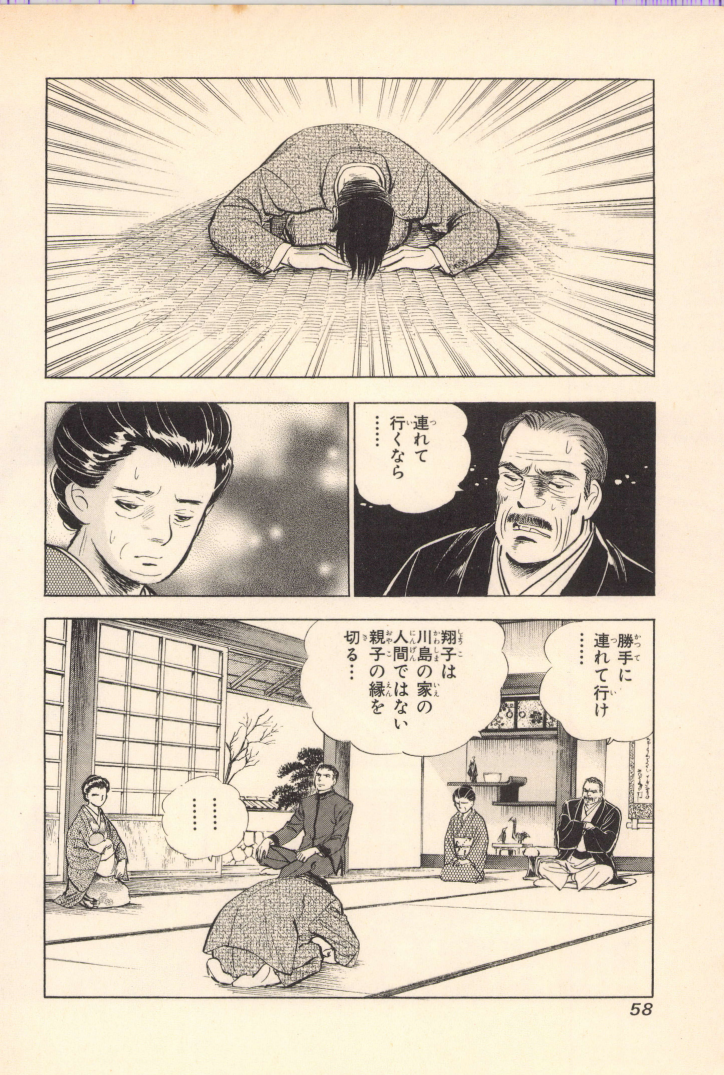 連れて
行くなら
……
勝手に
連れて行け
……
翔子は
川島の家の
人間ではない
親子の縁を
切る…
……
……
58